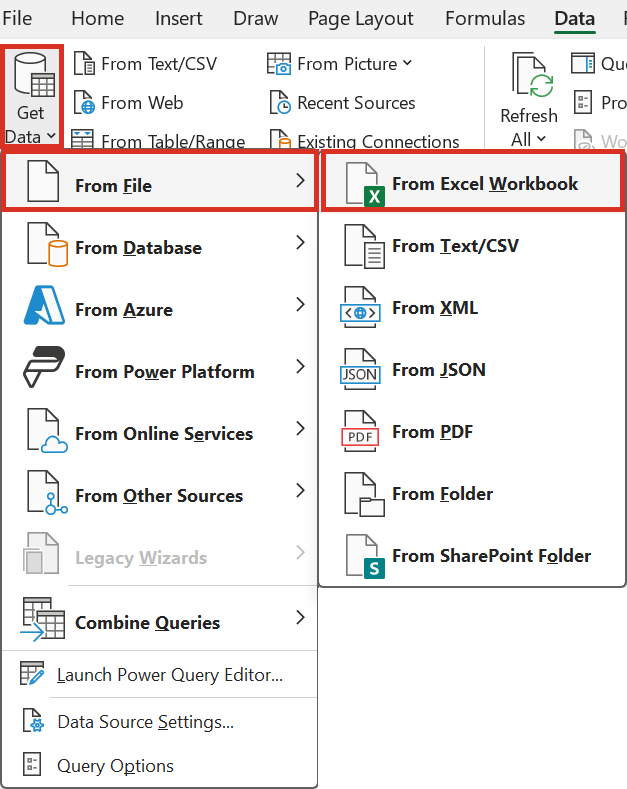 File Home Insert Draw Page Layout Formulas Data
Get
Data
From Text/CSV
From Web
From Table/Range
From Picture
Recent Sources
Existing Connections
Refresh
All
From File
From Database
From Azure
From Power Platform
From Online Services
From Other Sources
Legacy Wizards
Combine Queries
Launch Power Query Editor...
Data Source Settings...
Query Options
From Excel Workbook
X
From Text/CSV
From XML
From JSON
JSON
From PDF
PDF
From Folder
From SharePoint Folder
S